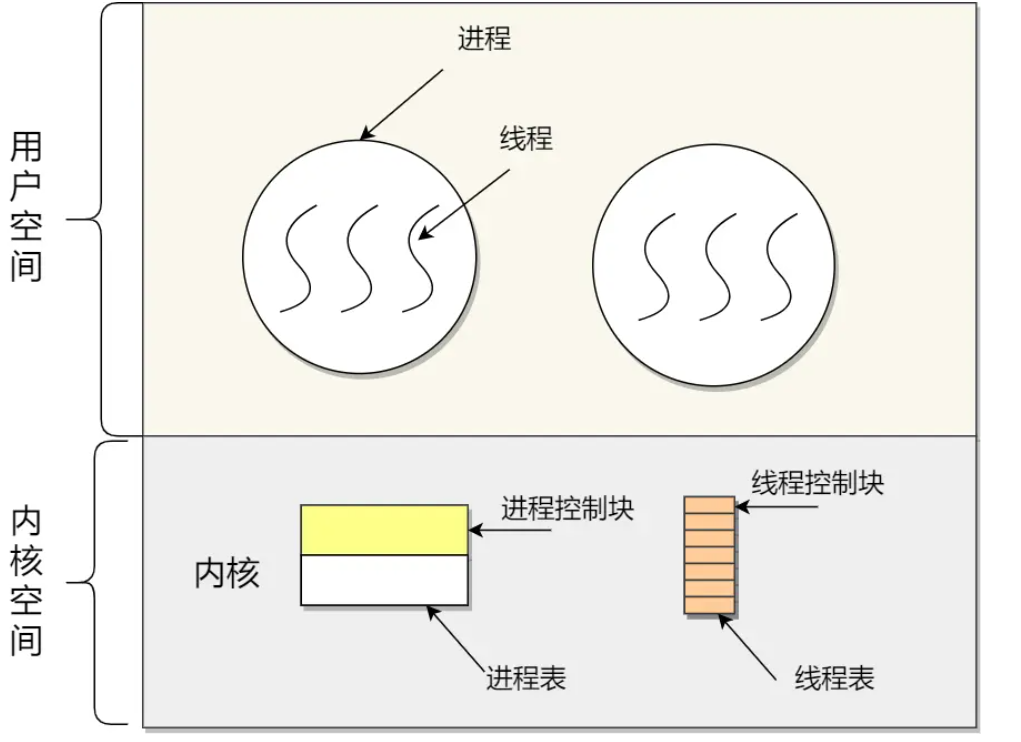 进程
线程
用户空间
线程控制块
进程控制块
内核
内核空间
进程表
线程表